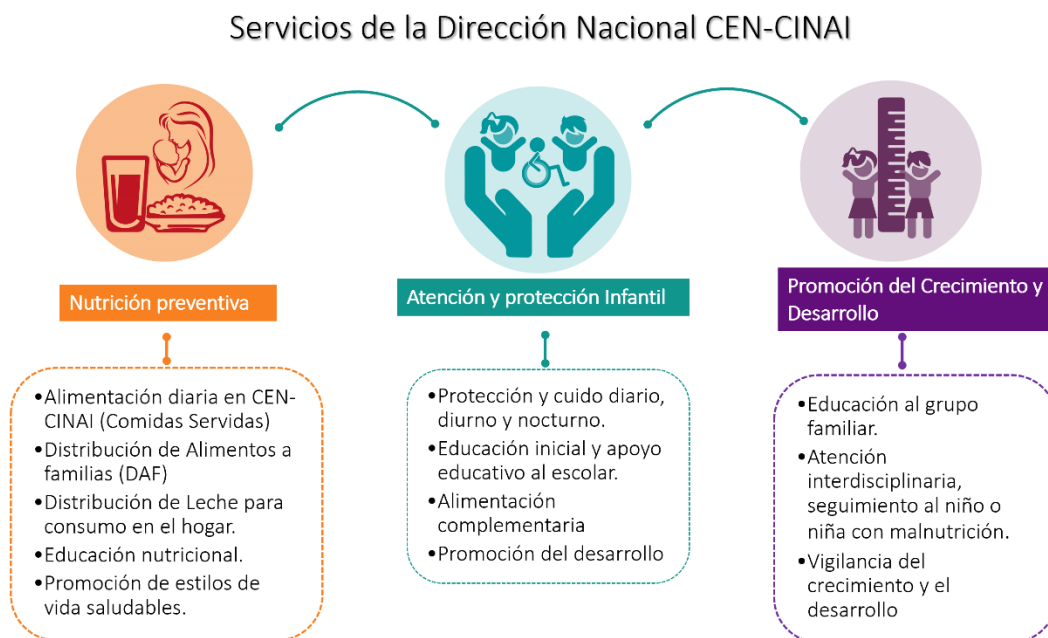 Servicios de la Dirección Nacional CEN-CINAI
Nutrición preventiva
•Alimentación diaria en CEN-
CINAI (Comidas Servidas)
•Distribución de Alimentos a
familias (DAF)
•Distribución de Leche para
consumo en el hogar.
•Educación nutricional.
•Promoción de estilos de
vida saludables.
Atención y protección Infantil
•Protección y cuido diario,
diurno y nocturno.
•Educación inicial y apoyo
educativo al escolar.
•Alimentación
complementaria
•Promoción del desarrollo
Promoción del Crecimiento y
Desarrollo
•Educación al grupo
familiar.
•Atención
interdisciplinaria,
seguimiento al niño o
niña con malnutrición.
•Vigilancia del
crecimiento y el
desarrollo